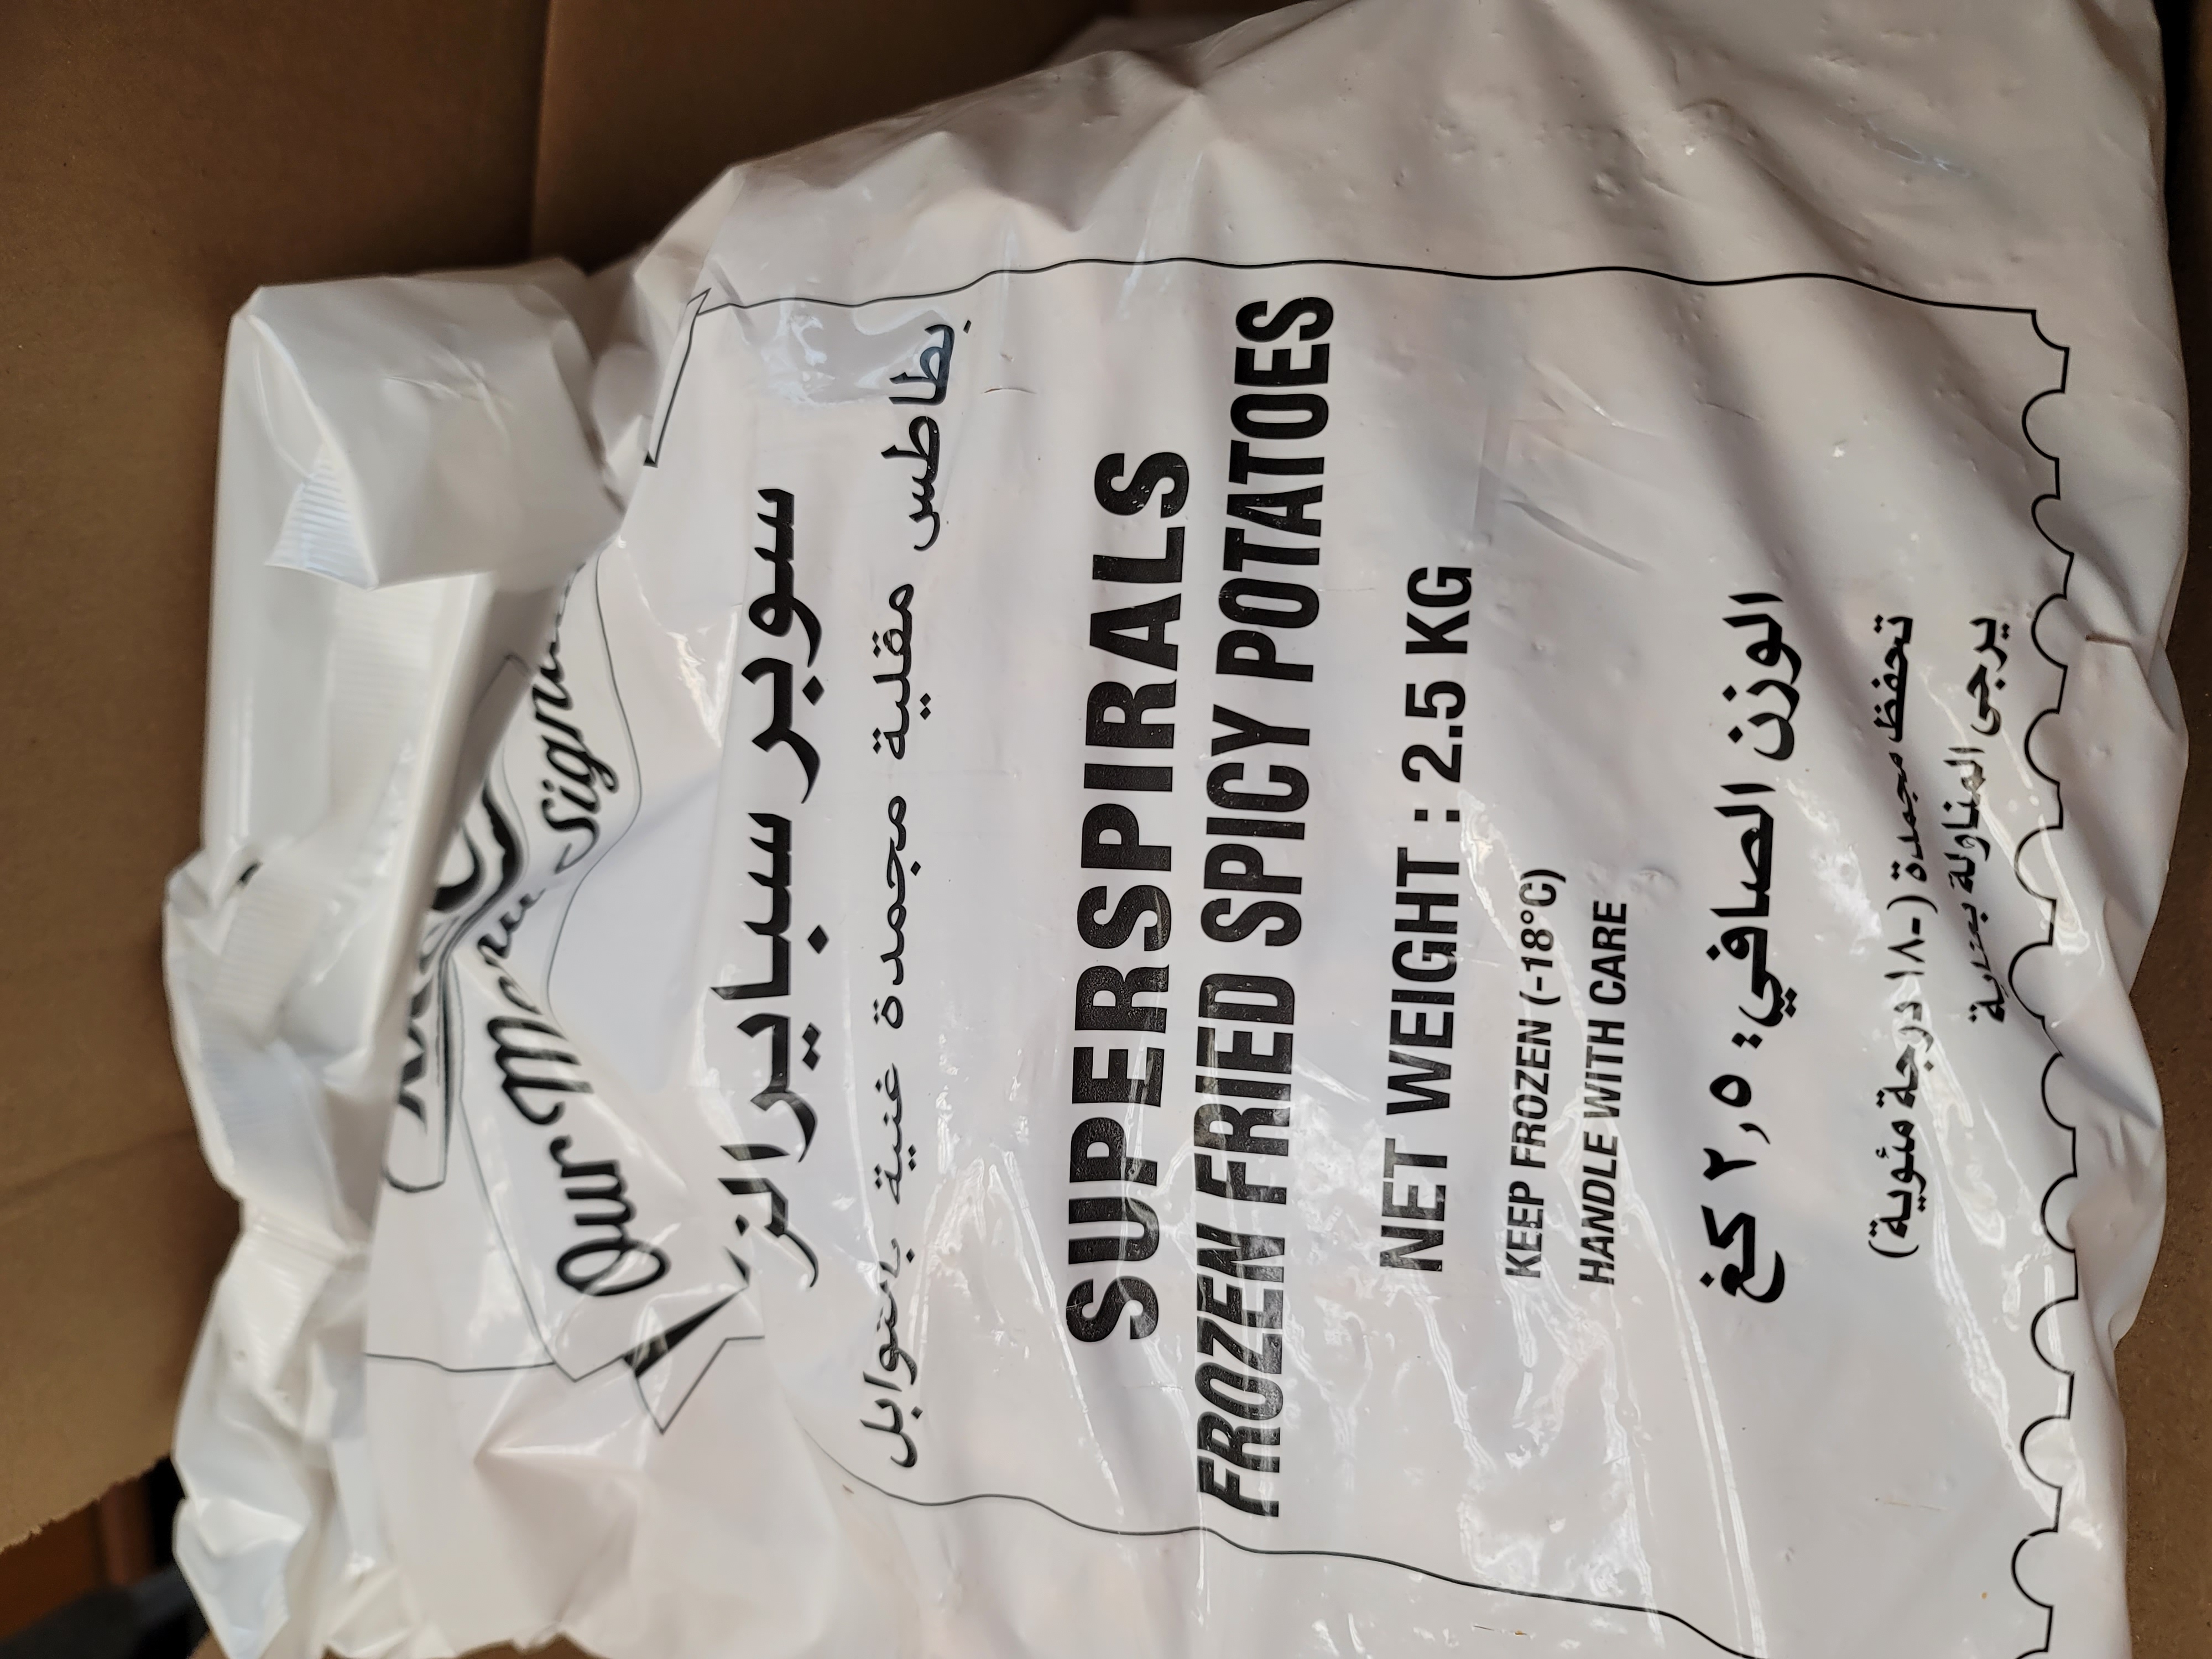 Our Menu Signa
سوبر سبايرالز
بطاطس مقلية مجمدة غنية بالتوابل
SUPERSPIRALS
FROZEN FRIED SPICY POTATOES
NET WEIGHT : 2.5 KG
KEEP FROZEN (-18°C)
HANDLE WITH CARE
الوزن الصافي: ٢,٥ كغ
تحفظ مجمدة (-١٨ درجة مئوية)
يرجى المناولة بعناية